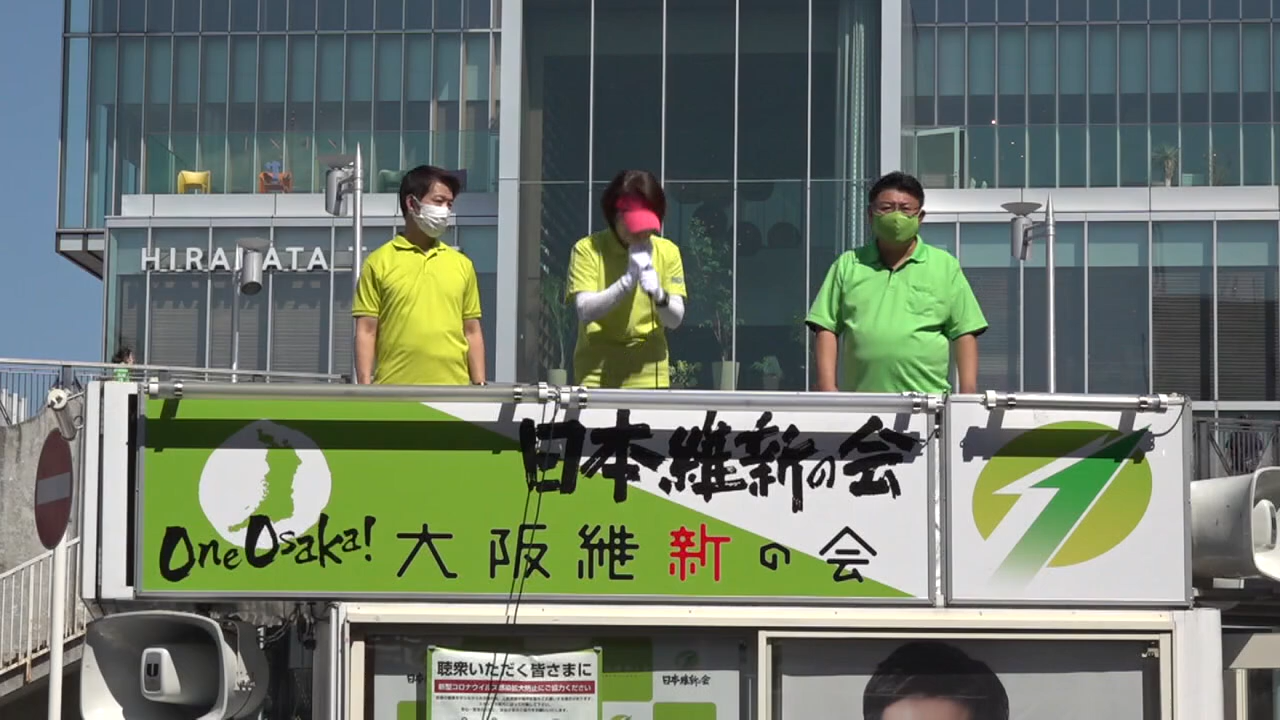 HIRAKATA T
日本維新の会
One Osaka! 大阪維新の会
聴衆いただく皆さまに
新型コロナウイルス感染拡大防止にご協力ください
日本維新の会